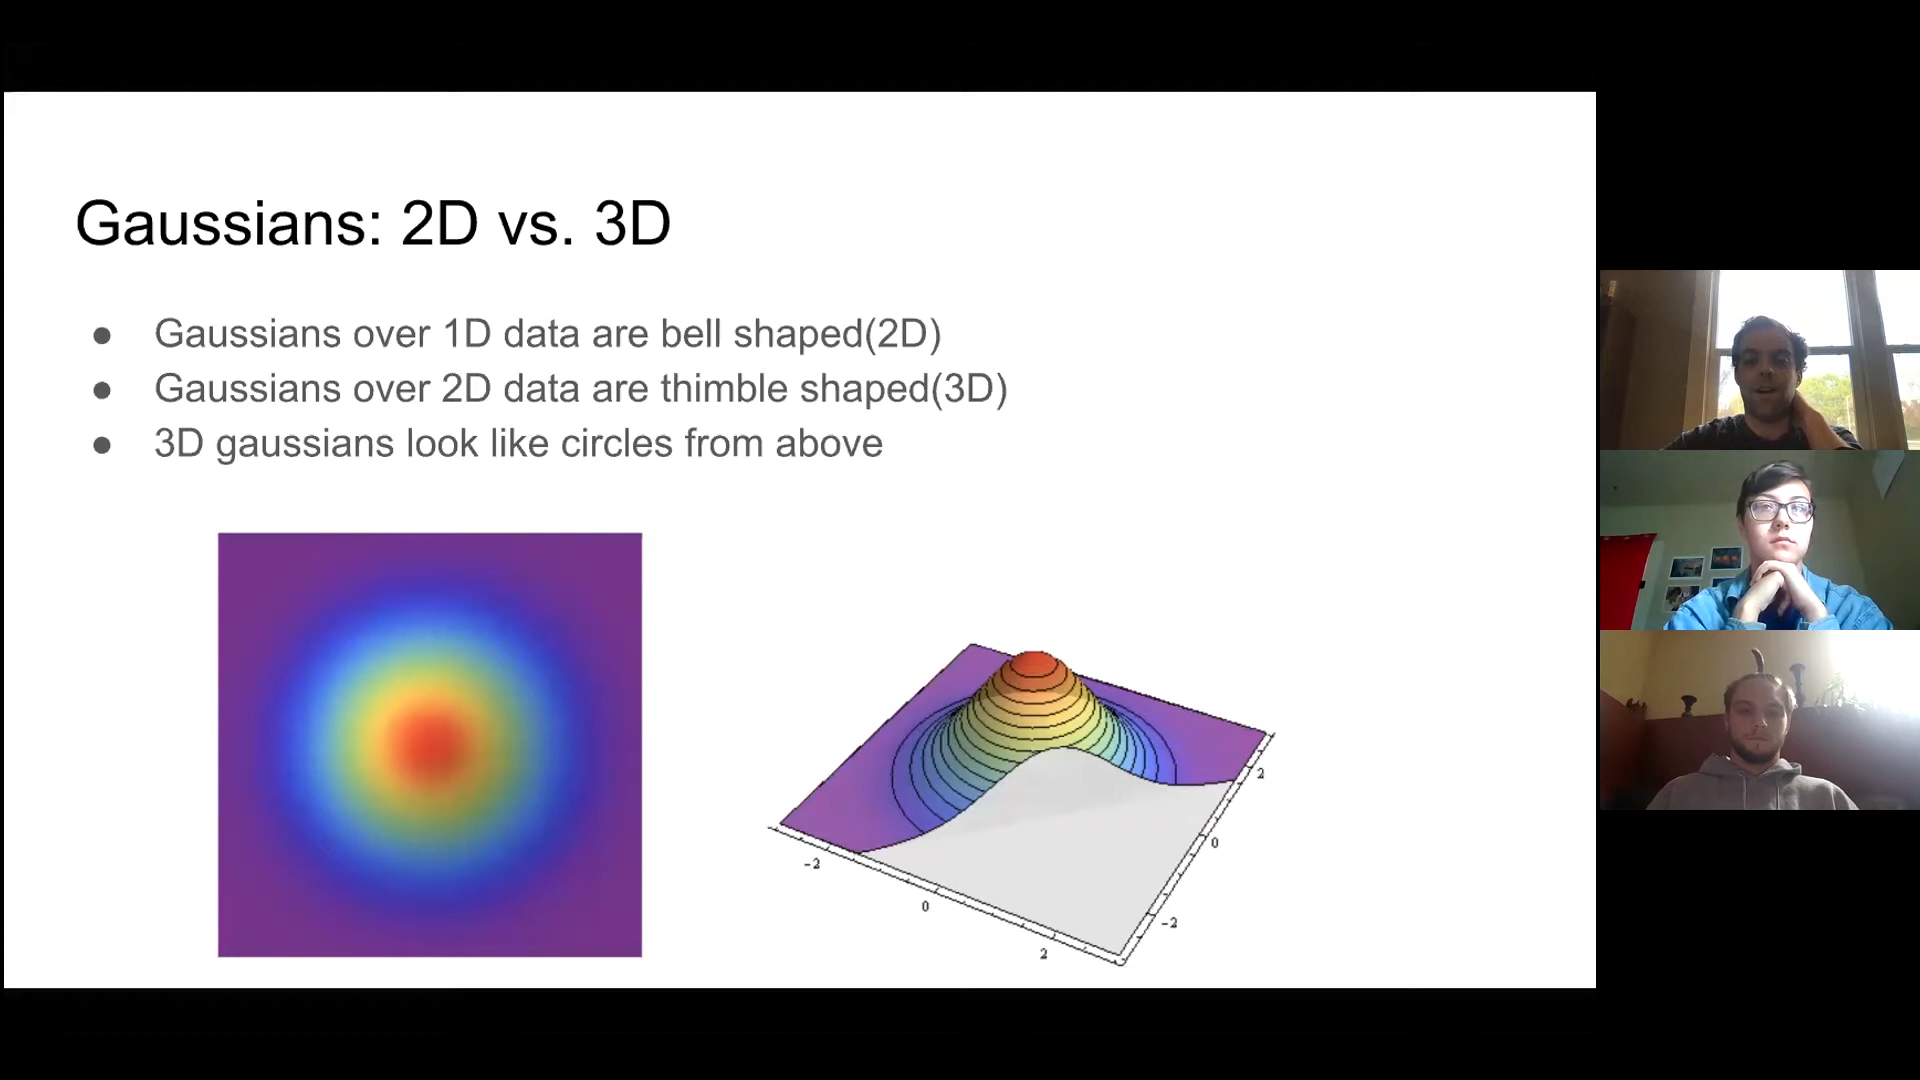 Gaussians: 2D vs. 3D
● Gaussians over 1D data are bell shaped(2D)
● Gaussians over 2D data are thimble shaped(3D)
● 3D gaussians look like circles from above
-2
0
2
-2
0
2